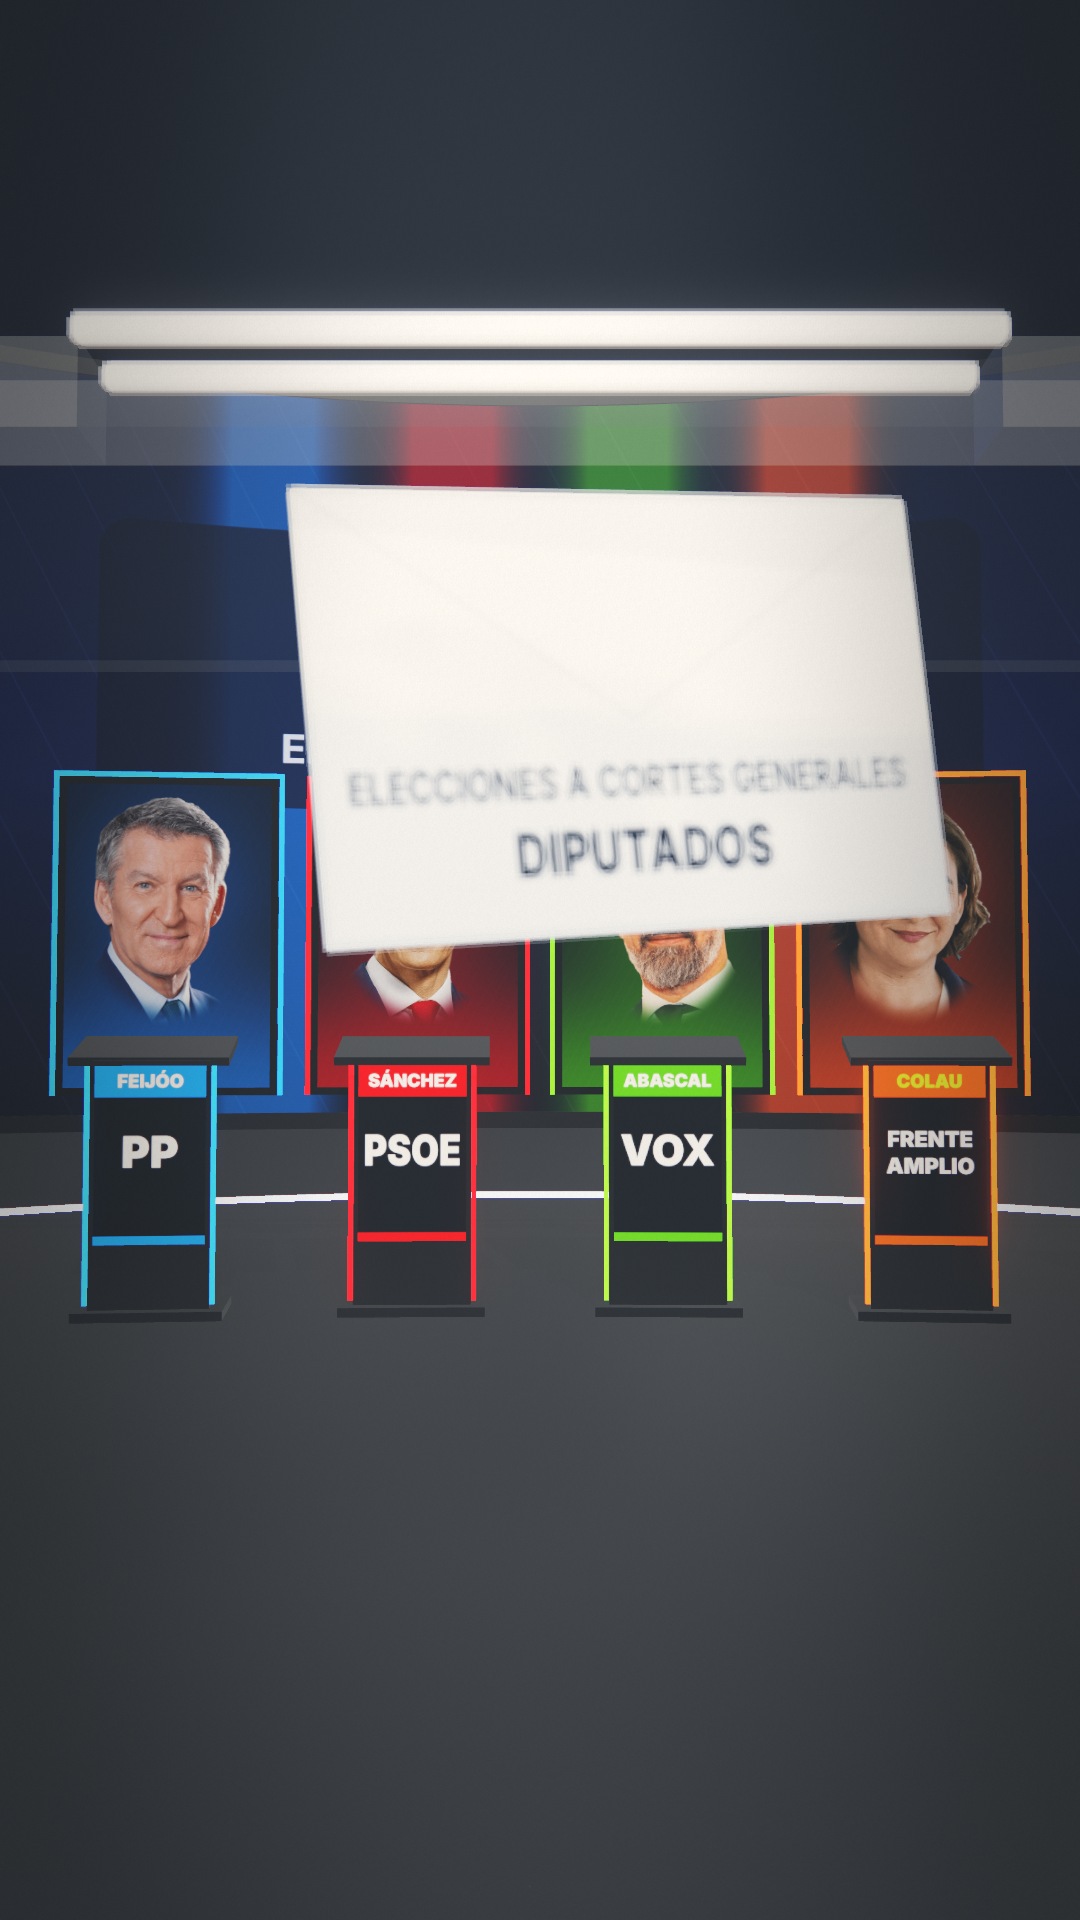 E
ELECCIONES A CORTES GENERALES
DIPUTADOS
FEIJÓO
SÁNCHEZ
ABASCAL
COLAU
PP
PSOE
VOX
FRENTE
AMPLIO